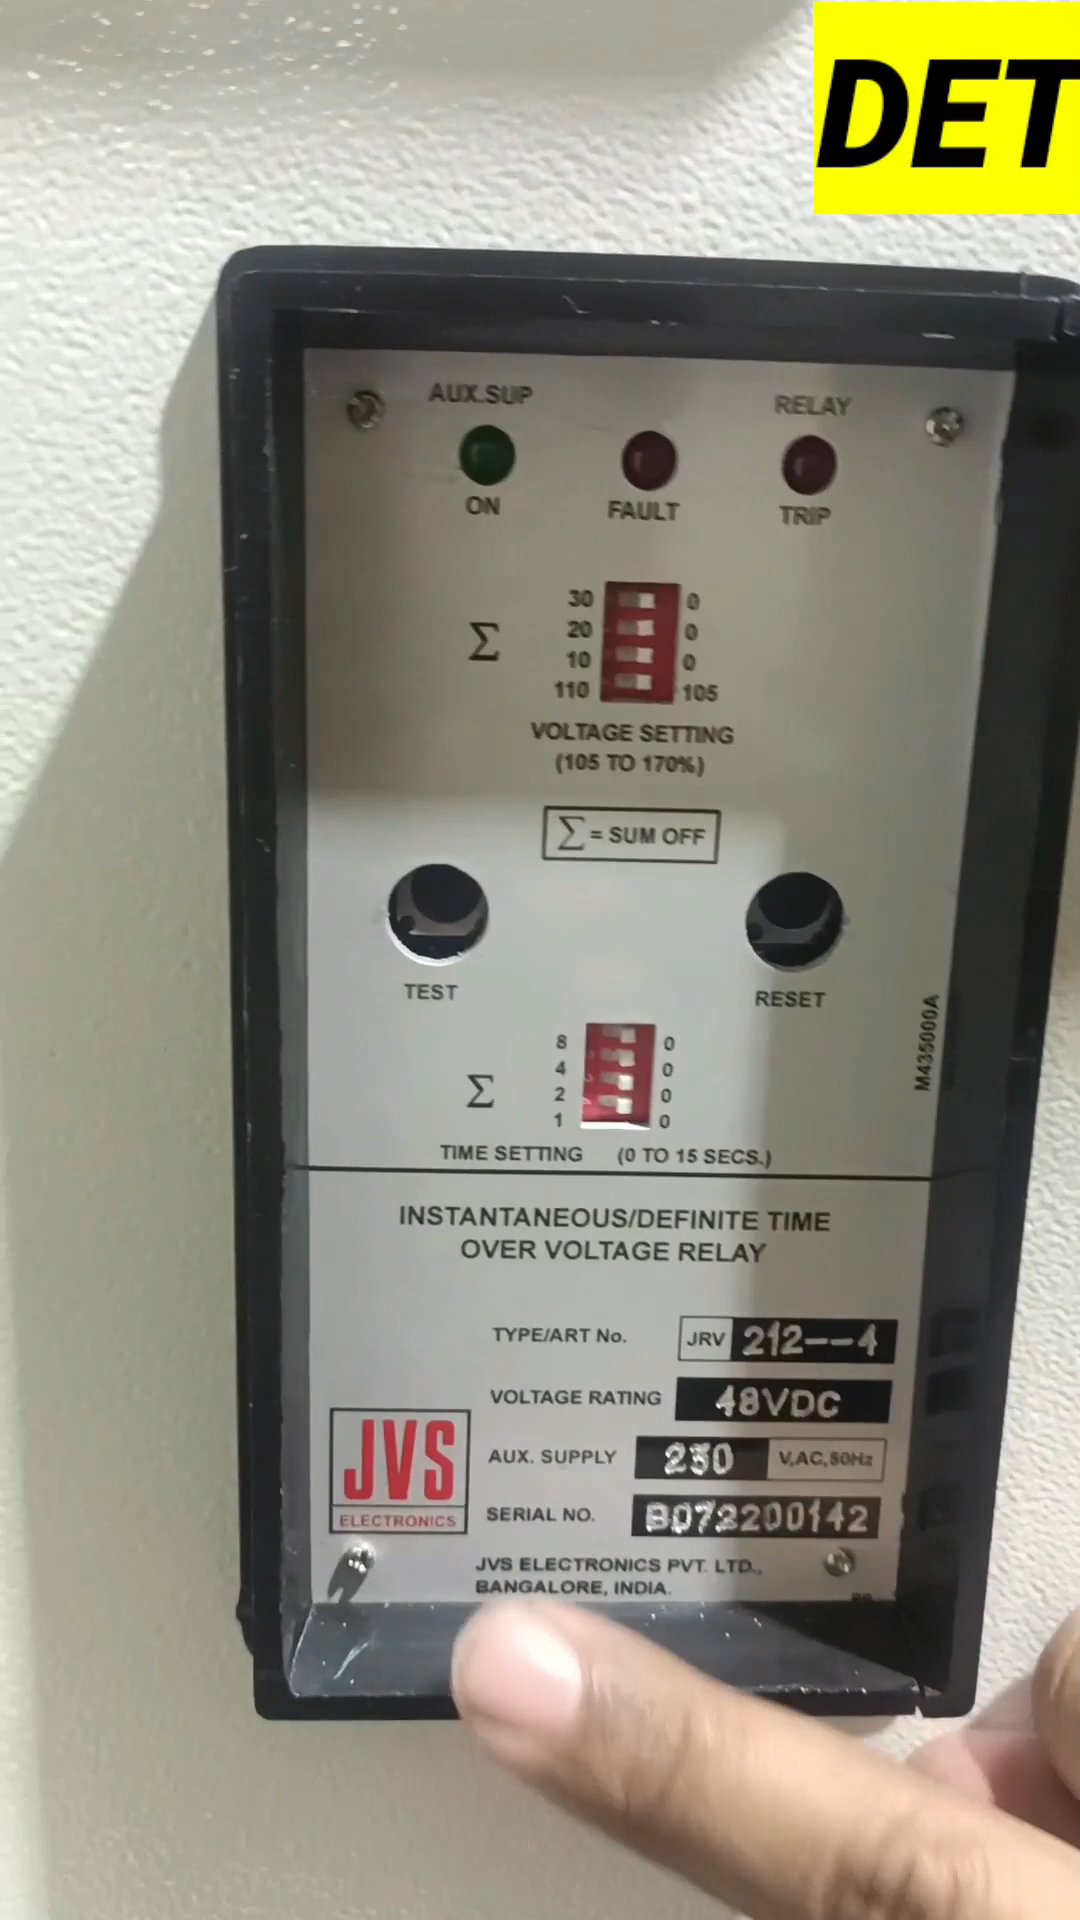 DET
AUX.SUP RELAY
ON FAULT TRIP
30 0
Σ 20 0
10 0
110 105
VOLTAGE SETTING
(105 TO 170%)
Σ = SUM OFF
TEST RESET
M435000A
8 0
4 0
Σ 2 0
1 0
TIME SETTING (0 TO 15 SECS.)
INSTANTANEOUS/DEFINITE TIME
OVER VOLTAGE RELAY
TYPE/ART No. JRV 212--4
VOLTAGE RATING 48VDC
AUX. SUPPLY 230 V,AC,50Hz
SERIAL NO. B072200142
JVS
ELECTRONICS
JVS ELECTRONICS PVT. LTD.,
BANGALORE, INDIA.